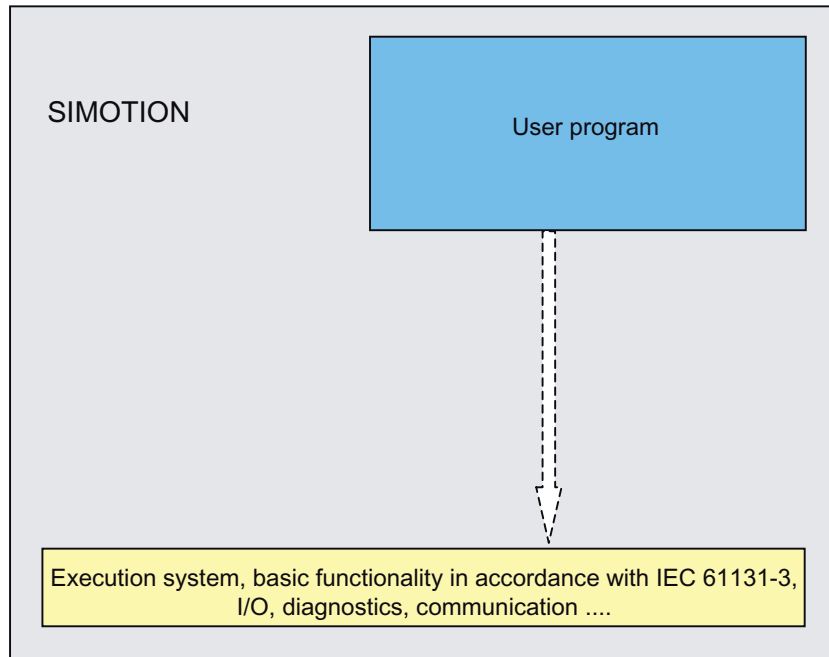 SIMOTION
User program
Execution system, basic functionality in accordance with IEC 61131-3,
I/O, diagnostics, communication ....